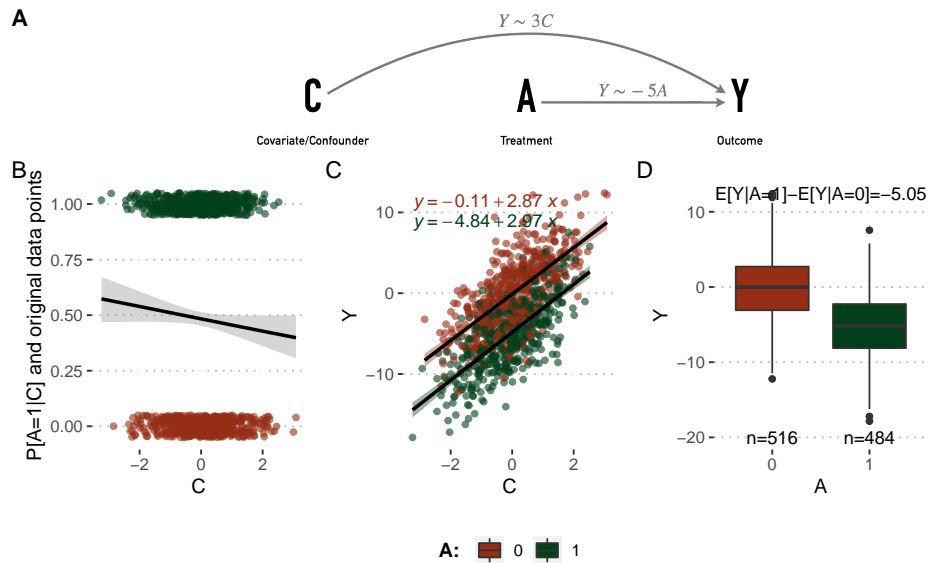 A
Y ∼ 3C
C A Y
Y ∼ −5A
Covariate/Confounder Treatment Outcome
B
P[A=1|C] and original data points
1.00
0.75
0.50
0.25
0.00
−2 0 2
C
C
y = −0.11 + 2.87 x
y = −4.84 + 2.97 x
Y
10
0
−10
−2 0 2
C
D
E[Y|A=1]−E[Y|A=0]=−5.05
Y
10
0
−10
−20
n=516 n=484
0 1
A
A: 0 1